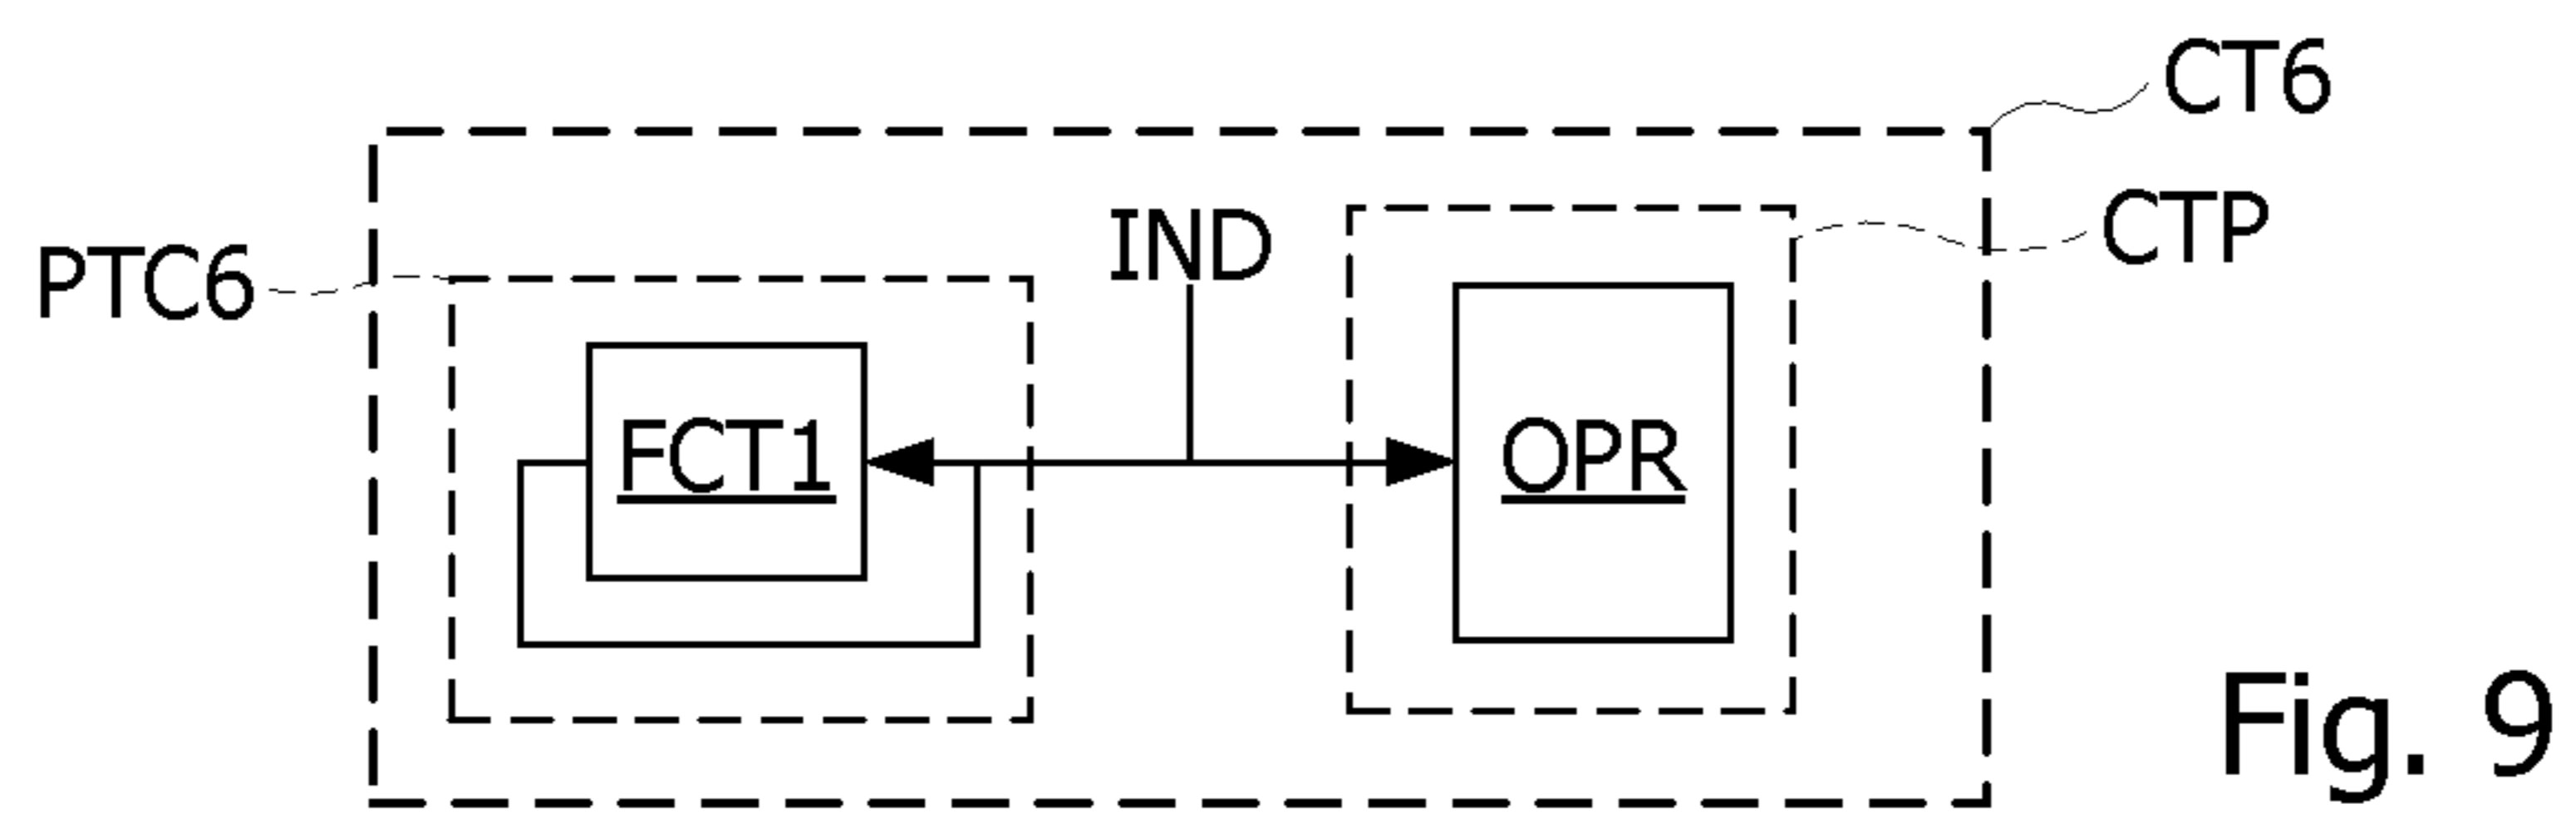 CT6
CTP
IND
PTC6
FCT1
OPR
Fig. 9